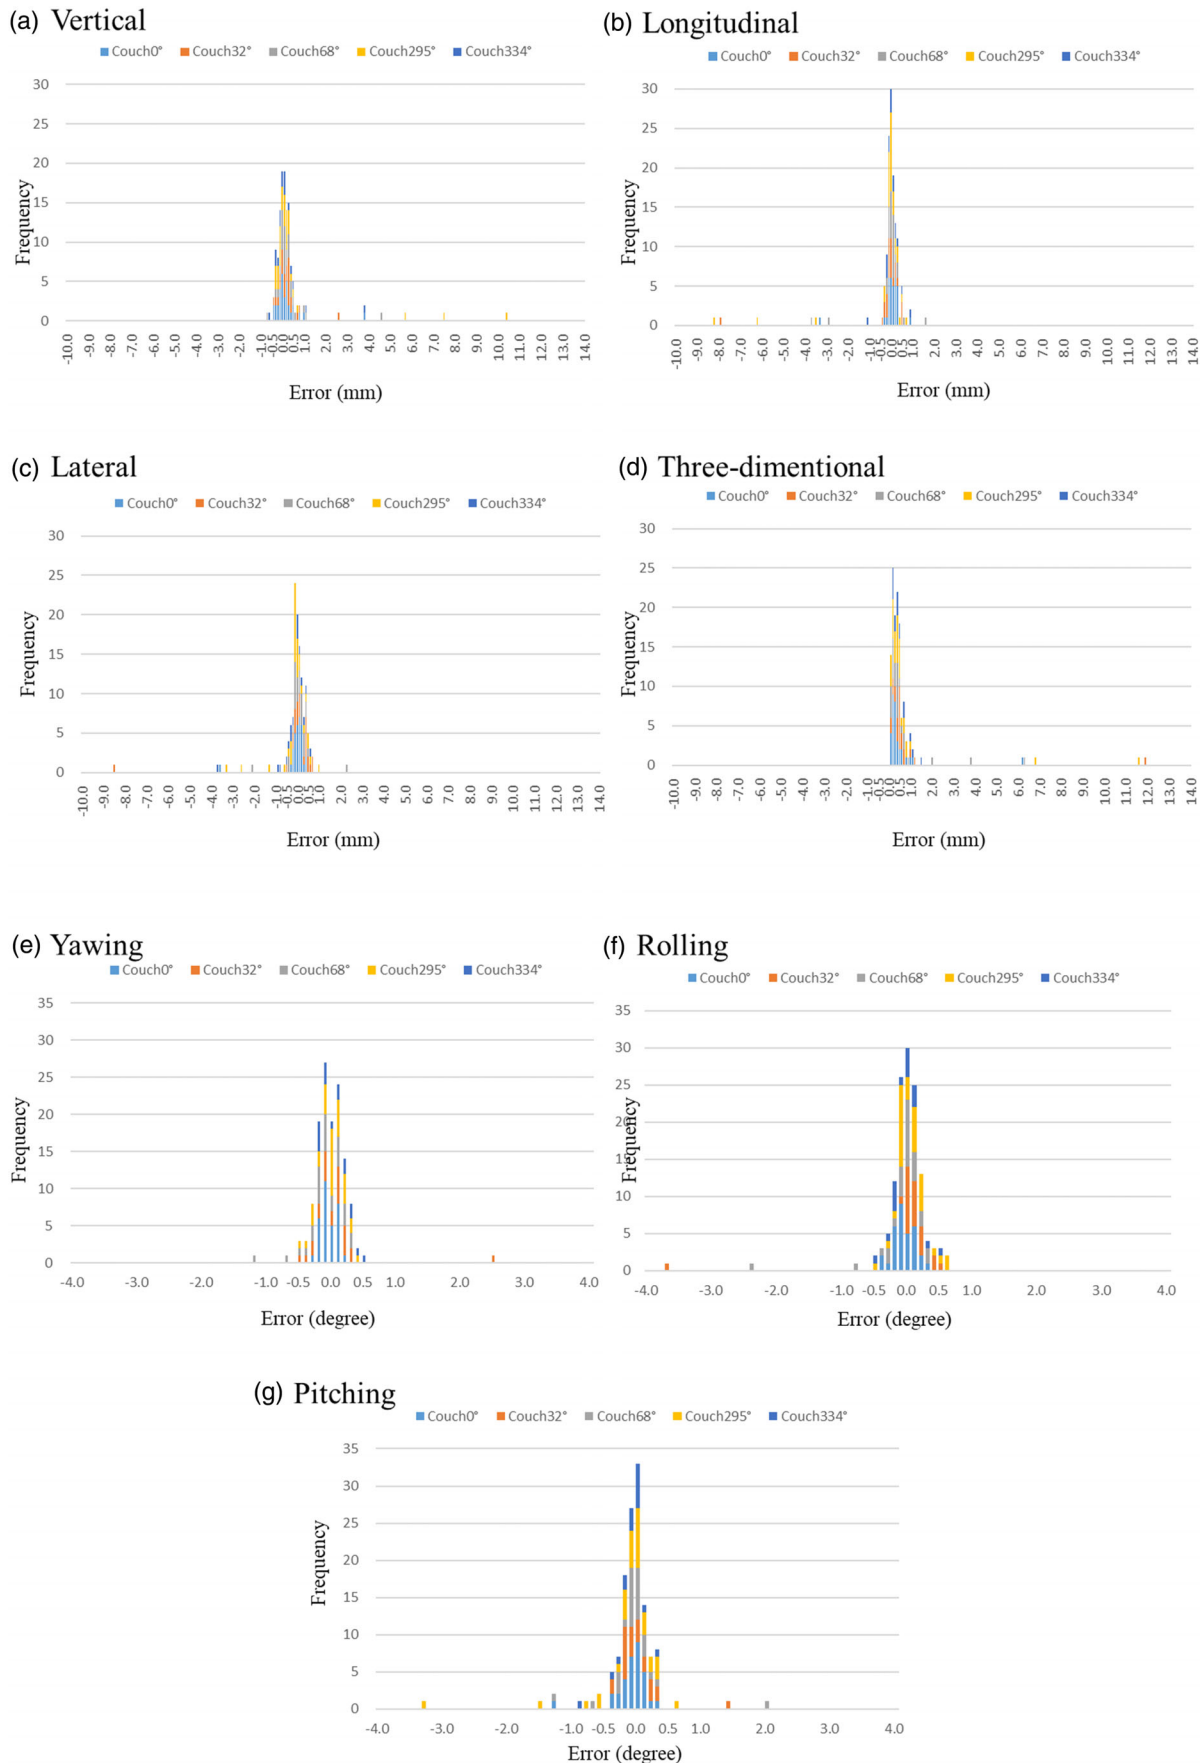 (a) Vertical
Couch0° Couch32° Couch68° Couch295° Couch334°
30
25
20
15
10
5
0
Frequency
-10.0 -9.0 -8.0 -7.0 -6.0 -5.0 -4.0 -3.0 -2.0 -1.0 -0.5 0.0 0.5 1.0 2.0 3.0 4.0 5.0 6.0 7.0 8.0 9.0 10.0 11.0 12.0 13.0 14.0
Error (mm)
(b) Longitudinal
Couch0° Couch32° Couch68° Couch295° Couch334°
30
25
20
15
10
5
0
Frequency
-10.0 -9.0 -8.0 -7.0 -6.0 -5.0 -4.0 -3.0 -2.0 -1.0 -0.5 0.0 0.5 1.0 2.0 3.0 4.0 5.0 6.0 7.0 8.0 9.0 10.0 11.0 12.0 13.0 14.0
Error (mm)
(c) Lateral
Couch0° Couch32° Couch68° Couch295° Couch334°
30
25
20
15
10
5
0
Frequency
-10.0 -9.0 -8.0 -7.0 -6.0 -5.0 -4.0 -3.0 -2.0 -1.0 -0.5 0.0 0.5 1.0 2.0 3.0 4.0 5.0 6.0 7.0 8.0 9.0 10.0 11.0 12.0 13.0 14.0
Error (mm)
(d) Three-dimentional
Couch0° Couch32° Couch68° Couch295° Couch334°
30
25
20
15
10
5
0
Frequency
-10.0 -9.0 -8.0 -7.0 -6.0 -5.0 -4.0 -3.0 -2.0 -1.0 -0.5 0.0 0.5 1.0 2.0 3.0 4.0 5.0 6.0 7.0 8.0 9.0 10.0 11.0 12.0 13.0 14.0
Error (mm)
(e) Yawing
Couch0° Couch32° Couch68° Couch295° Couch334°
35
30
25
20
15
10
5
0
Frequency
-4.0 -3.0 -2.0 -1.0 -0.5 0.0 0.5 1.0 2.0 3.0 4.0
Error (degree)
(f) Rolling
Couch0° Couch32° Couch68° Couch295° Couch334°
35
30
25
20
15
10
5
0
Frequency
-4.0 -3.0 -2.0 -1.0 -0.5 0.0 0.5 1.0 2.0 3.0 4.0
Error (degree)
(g) Pitching
Couch0° Couch32° Couch68° Couch295° Couch334°
35
30
25
20
15
10
5
0
Frequency
-4.0 -3.0 -2.0 -1.0 -0.5 0.0 0.5 1.0 2.0 3.0 4.0
Error (degree)